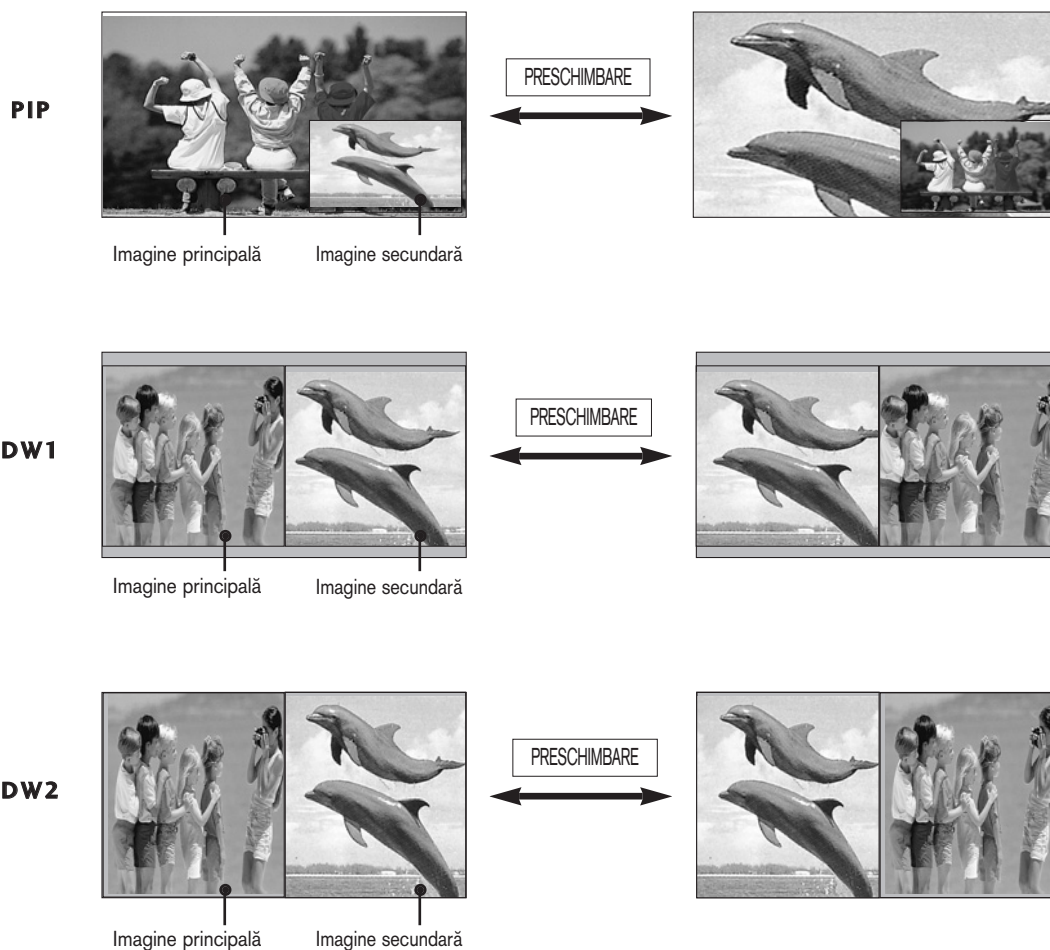 PIP
PRESCHIMBARE
Imagine principală
Imagine secundară
DW1
PRESCHIMBARE
Imagine principală
Imagine secundară
DW2
PRESCHIMBARE
Imagine principală
Imagine secundară